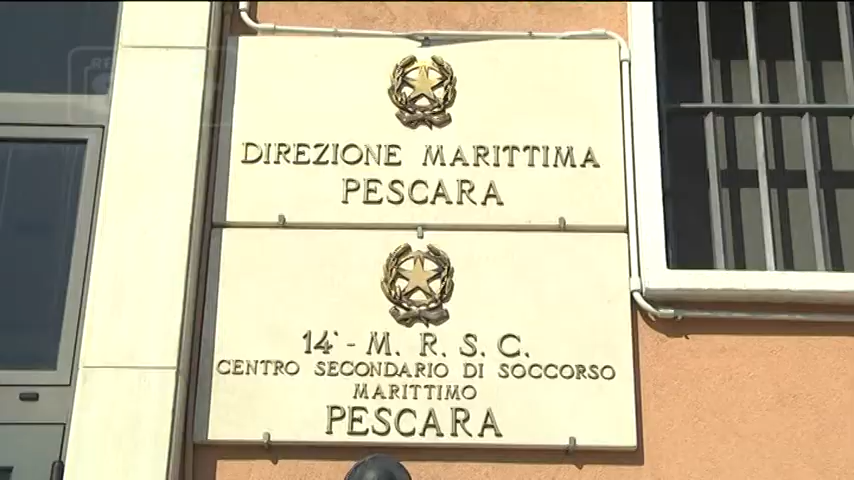 DIREZIONE MARITTIMA
PESCARA
14° - M. R. S. C.
CENTRO SECONDARIO DI SOCCORSO
MARITTIMO
PESCARA